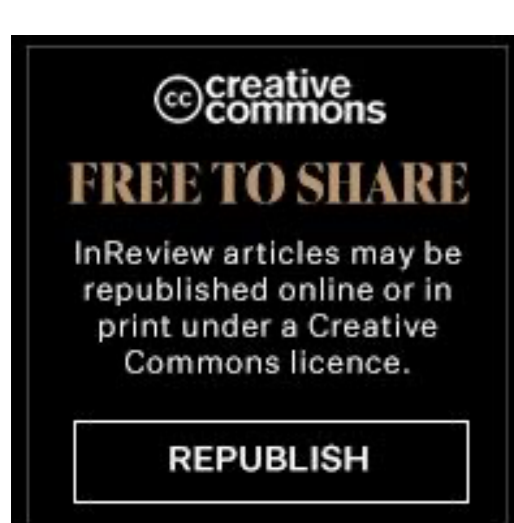 cc creative
commons
FREE TO SHARE
InReview articles may be
republished online or in
print under a Creative
Commons licence.
REPUBLISH